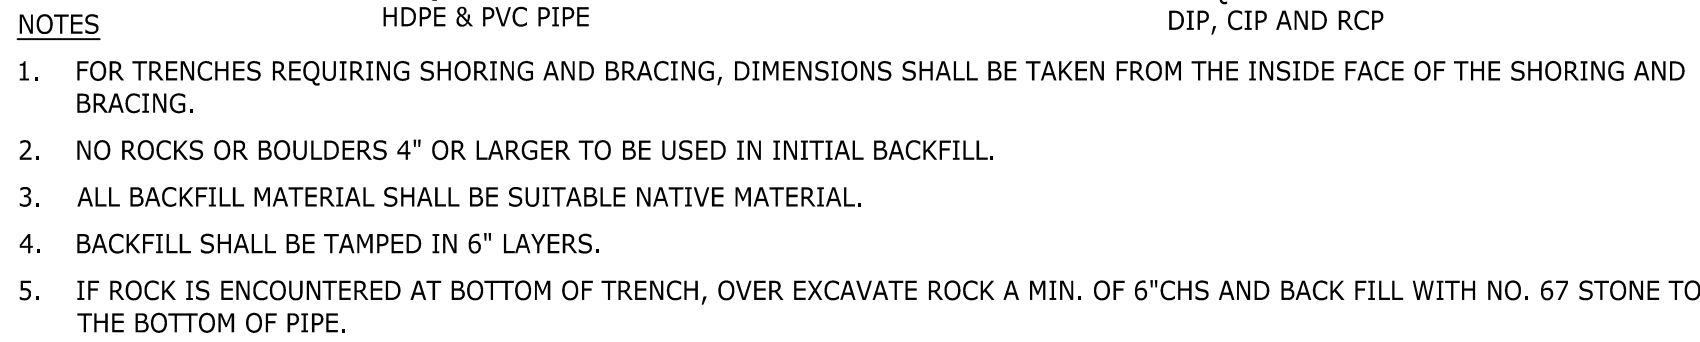 HDPE & PVC PIPE
DIP, CIP AND RCP
NOTES
1. FOR TRENCHES REQUIRING SHORING AND BRACING, DIMENSIONS SHALL BE TAKEN FROM THE INSIDE FACE OF THE SHORING AND
BRACING.
2. NO ROCKS OR BOULDERS 4" OR LARGER TO BE USED IN INITIAL BACKFILL.
3. ALL BACKFILL MATERIAL SHALL BE SUITABLE NATIVE MATERIAL.
4. BACKFILL SHALL BE TAMPED IN 6" LAYERS.
5. IF ROCK IS ENCOUNTERED AT BOTTOM OF TRENCH, OVER EXCAVATE ROCK A MIN. OF 6"CHS AND BACK FILL WITH NO. 67 STONE TO
THE BOTTOM OF PIPE.